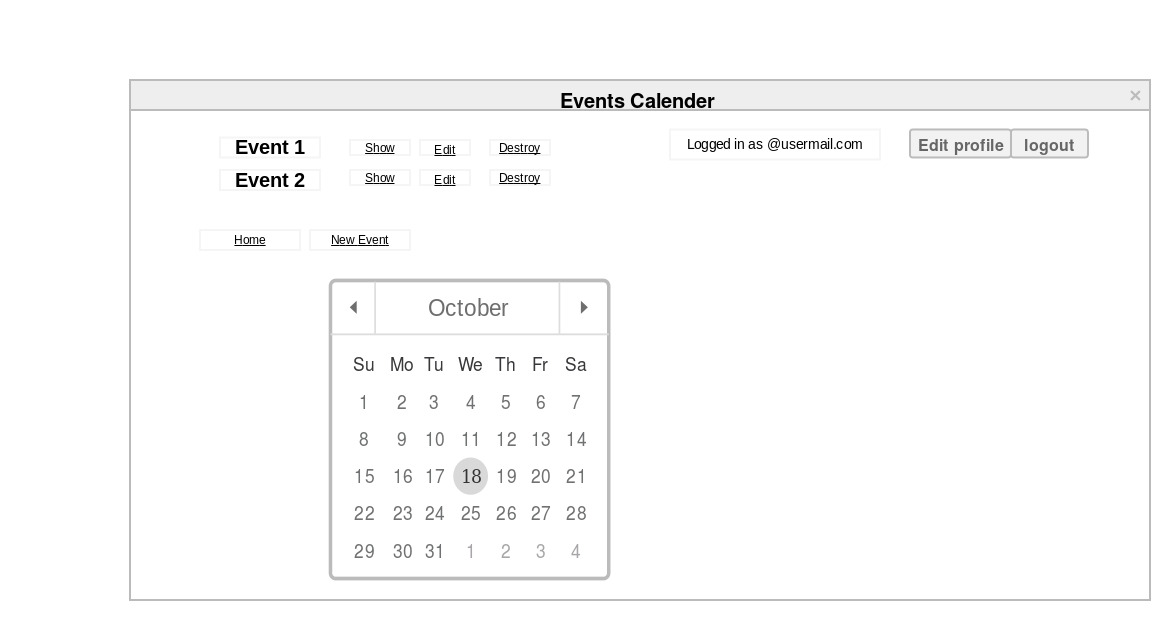 Events Calender ×
Event 1 Show Edit Destroy Logged in as @usermail.com Edit profile logout
Event 2 Show Edit Destroy
Home New Event
October
Su Mo Tu We Th Fr Sa
1 2 3 4 5 6 7
8 9 10 11 12 13 14
15 16 17 18 19 20 21
22 23 24 25 26 27 28
29 30 31 1 2 3 4